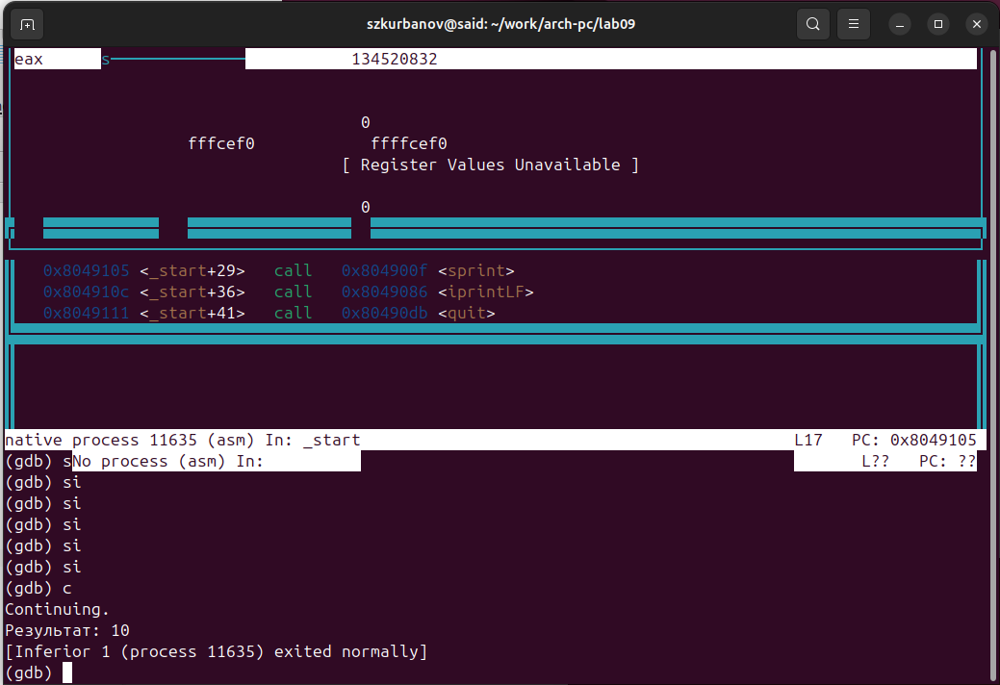 szkurbanov@said: ~/work/arch-pc/lab09
eax s 134520832
0
fffcef0 ffffcef0
[ Register Values Unavailable ]
0
0x8049105 <_start+29> call 0x804900f <sprint>
0x804910c <_start+36> call 0x8049086 <iprintLF>
0x8049111 <_start+41> call 0x80490db <quit>
native process 11635 (asm) In: _start L17 PC: 0x8049105
(gdb) sNo process (asm) In: L?? PC: ??
(gdb) si
(gdb) si
(gdb) si
(gdb) si
(gdb) si
(gdb) c
Continuing.
Результат: 10
[Inferior 1 (process 11635) exited normally]
(gdb)